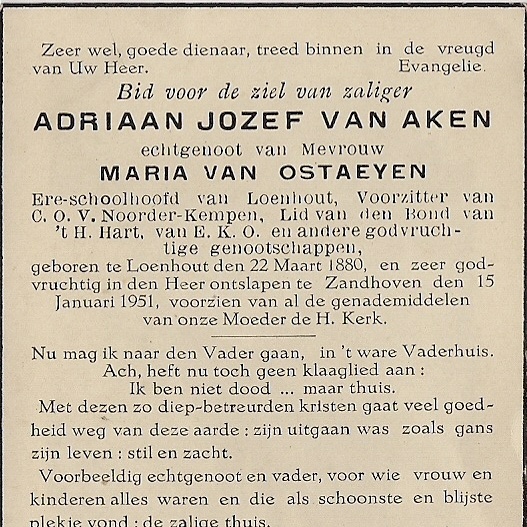 Zeer wel, goede dienaar, treed binnen in de vreugd
van Uw Heer. Evangelie.
Bid voor de ziel van zaliger
ADRIAAN JOZEF VAN AKEN
echtgenoot van Mevrouw
MARIA VAN OSTAEYEN
Ere-schoolhoofd van Loenhout, Voorzitter van
C. O. V. Noorder-Kempen, Lid van den Bond van
't H. Hart, van E. K. O. en andere godvruch-
tige genootschappen,
geboren te Loenhout den 22 Maart 1880, en zeer god-
vruchtig in den Heer ontslapen te Zandhoven den 15
Januari 1951, voorzien van al de genademiddelen
van onze Moeder de H. Kerk.
Nu mag ik naar den Vader gaan, in 't ware Vaderhuis.
Ach, heft nu toch geen klaaglied aan :
Ik ben niet dood ... maar thuis.
Met dezen zo diep-betreurden kristen gaat veel goed-
heid weg van deze aarde : zijn uitgaan was zoals gans
zijn leven : stil en zacht.
Voorbeeldig echtgenoot en vader, voor wie vrouw en
kinderen alles waren en die als schoonste en blijste
plekje vond : de zalige thuis.